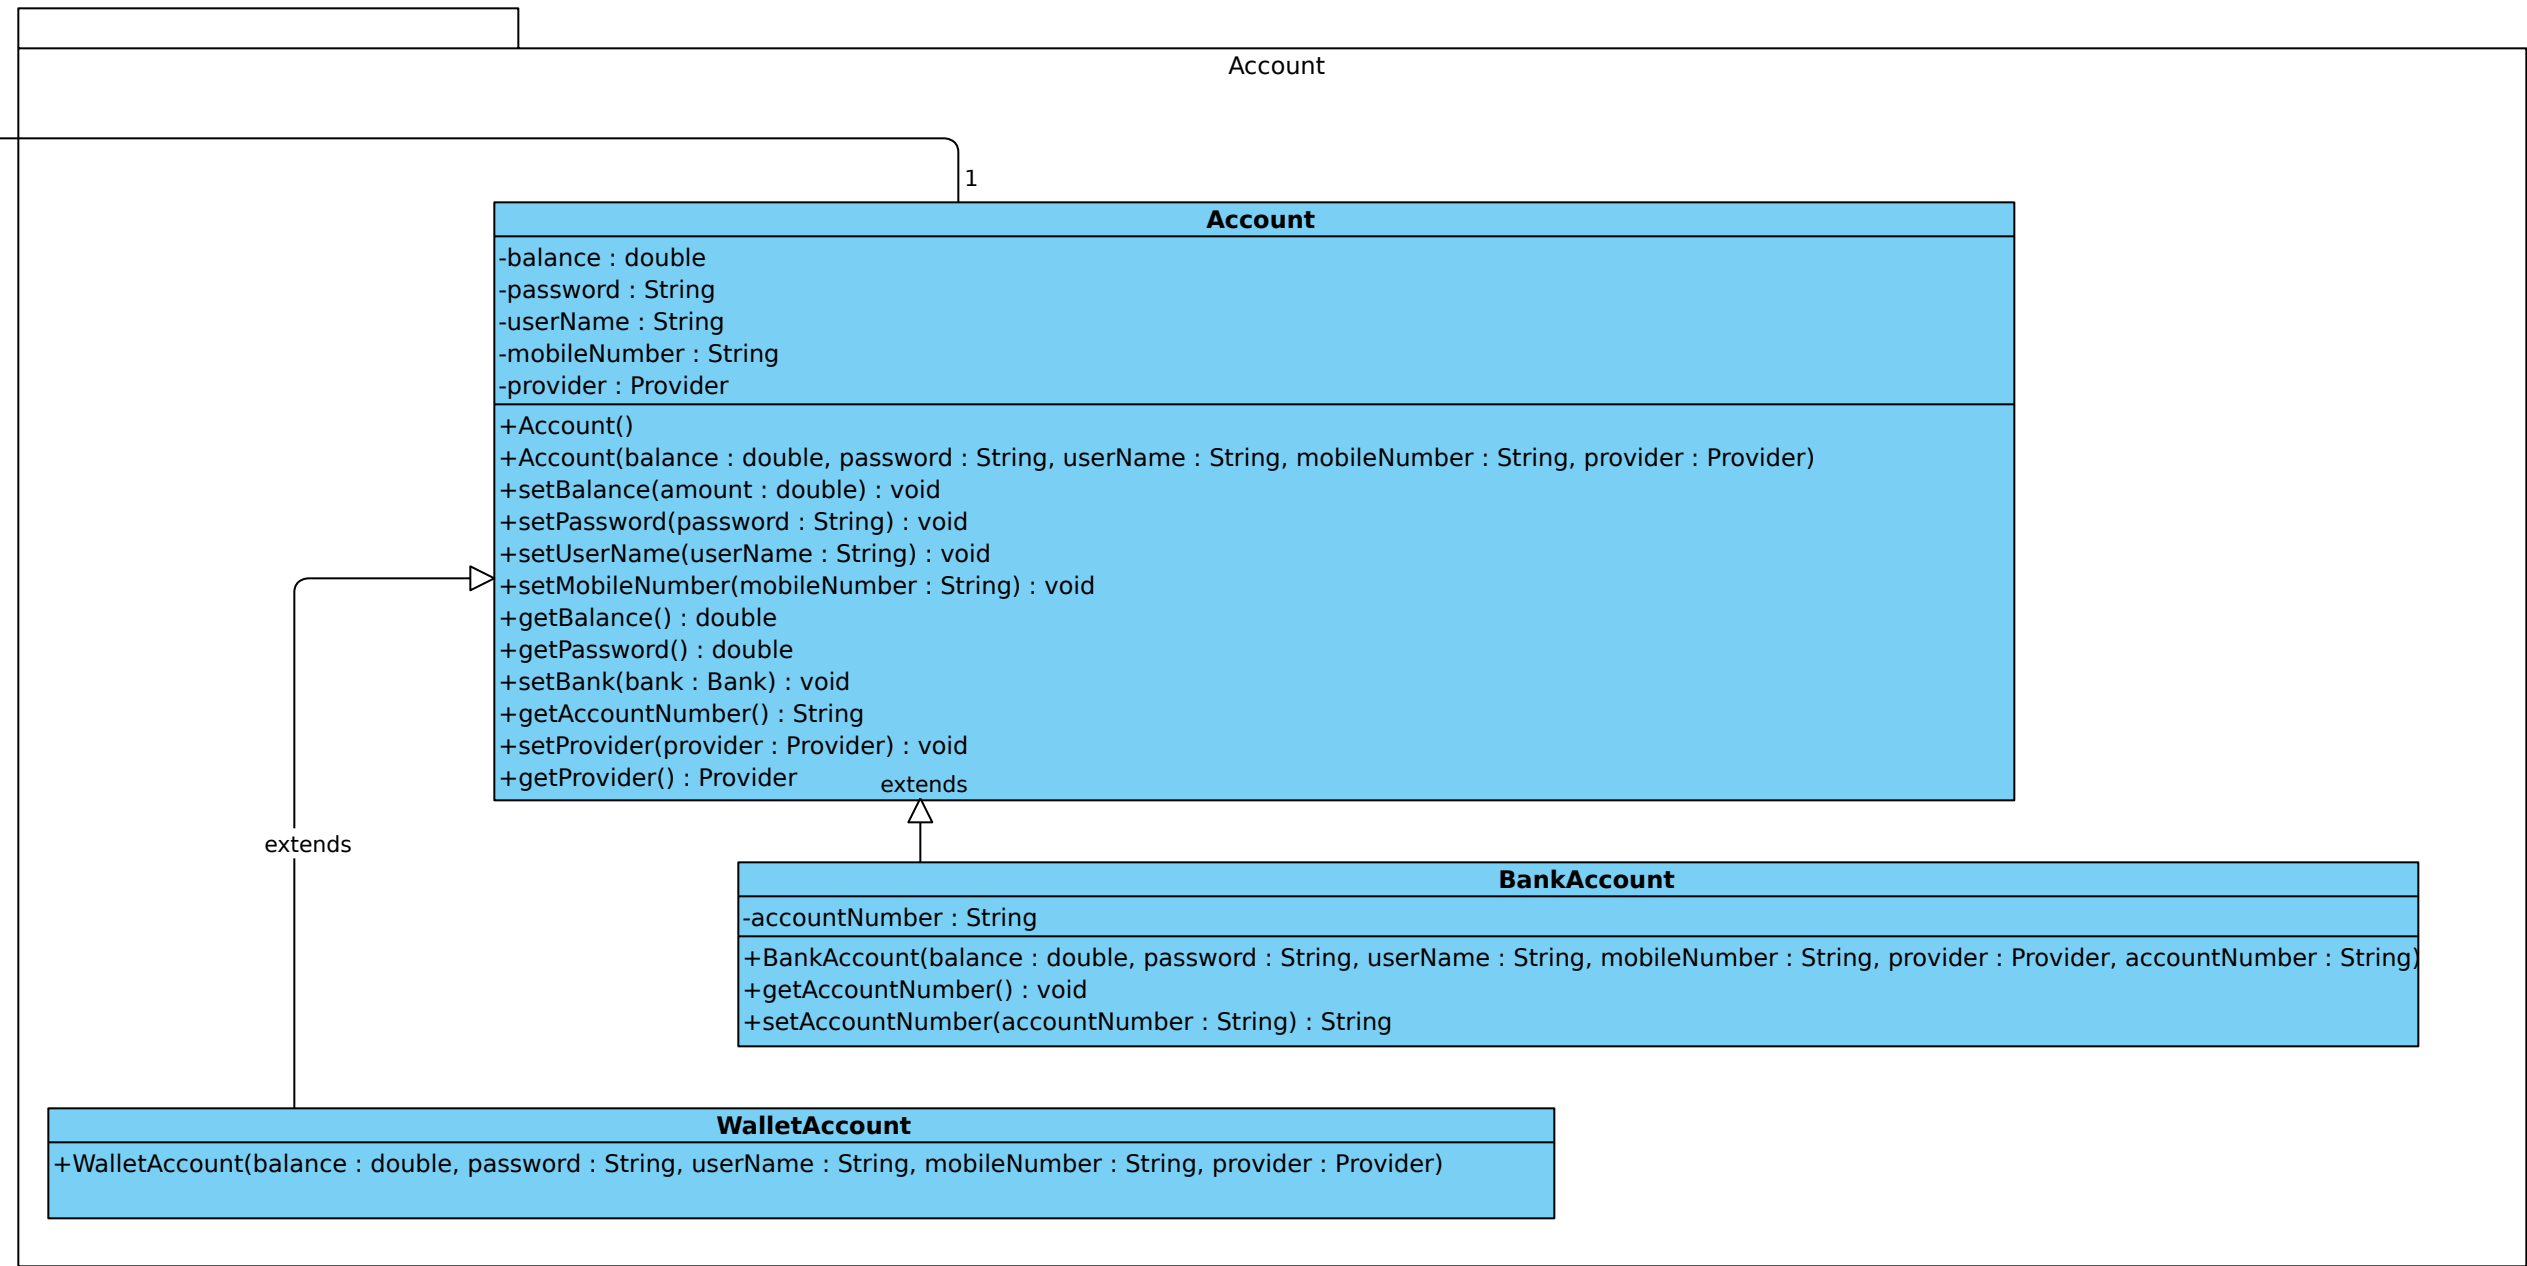 Account
1
Account
-balance : double
-password : String
-userName : String
-mobileNumber : String
-provider : Provider
+Account()
+Account(balance : double, password : String, userName : String, mobileNumber : String, provider : Provider)
+setBalance(amount : double) : void
+setPassword(password : String) : void
+setUserName(userName : String) : void
+setMobileNumber(mobileNumber : String) : void
+getBalance() : double
+getPassword() : double
+setBank(bank : Bank) : void
+getAccountNumber() : String
+setProvider(provider : Provider) : void
+getProvider() : Provider
extends
extends
BankAccount
-accountNumber : String
+BankAccount(balance : double, password : String, userName : String, mobileNumber : String, provider : Provider, accountNumber : String)
+getAccountNumber() : void
+setAccountNumber(accountNumber : String) : String
WalletAccount
+WalletAccount(balance : double, password : String, userName : String, mobileNumber : String, provider : Provider)